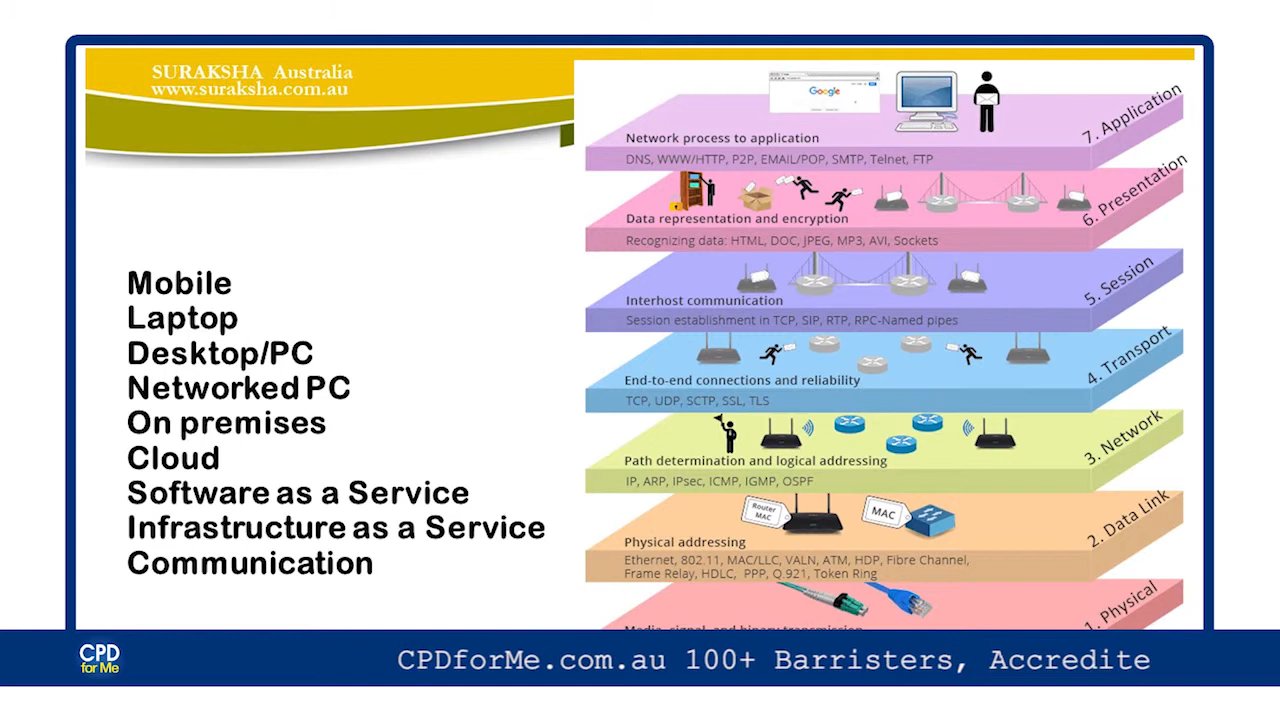 SURAKSHA Australia
www.suraksha.com.au
Mobile
Laptop
Desktop/PC
Networked PC
On premises
Cloud
Software as a Service
Infrastructure as a Service
Communication
Google
7. Application
Network process to application
DNS, WWW/HTTP, P2P, EMAIL/POP, SMTP, Telnet, FTP
6. Presentation
Data representation and encryption
Recognizing data: HTML, DOC, JPEG, MP3, AVI, Sockets
5. Session
Interhost communication
Session establishment in TCP, SIP, RTP, RPC-Named pipes
4. Transport
End-to-end connections and reliability
TCP, UDP, SCTP, SSL, TLS
3. Network
Path determination and logical addressing
IP, ARP, IPsec, ICMP, IGMP, OSPF
Router
MAC
MAC
2. Data Link
Physical addressing
Ethernet, 802.11, MAC/LLC, VALN, ATM, HDP, Fibre Channel,
Frame Relay, HDLC, PPP, Q.921, Token Ring
1. Physical
Media, signal, and binary transmission
CPD
for Me
CPDforMe.com.au 100+ Barristers, Accredite